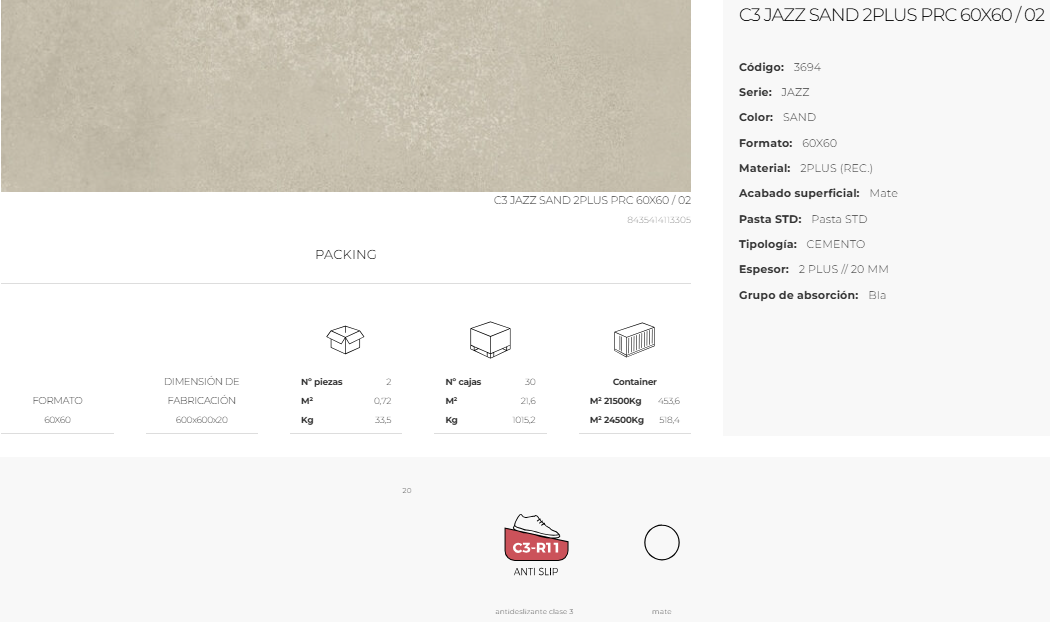 C3 JAZZ SAND 2PLUS PRC 60X60 / 02
Código: 3694
Serie: JAZZ
Color: SAND
Formato: 60X60
Material: 2PLUS (REC.)
Acabado superficial: Mate
Pasta STD: Pasta STD
Tipología: CEMENTO
Espesor: 2 PLUS // 20 MM
Grupo de absorción: Bla
C3 JAZZ SAND 2PLUS PRC 60X60 / 02
8435414113305
PACKING
FORMATO
60X60
DIMENSIÓN DE
FABRICACIÓN
600x600x20
Nº piezas 2
M² 0,72
Kg 33,5
Nº cajas 30
M² 21,6
Kg 1015,2
Container
M² 21500Kg 453,6
M² 24500Kg 518,4
20
C3-R11
ANTI SLIP
antideslizante clase 3
mate